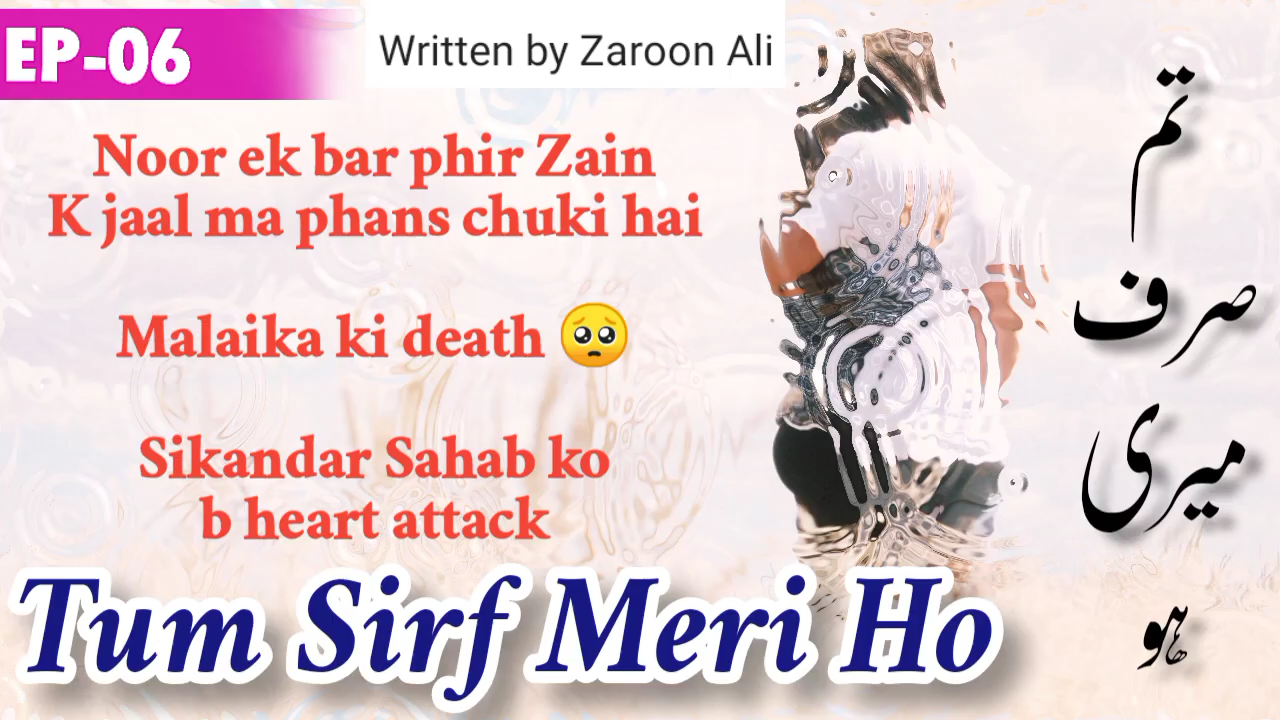 EP-06
Written by Zaroon Ali
Noor ek bar phir Zain
K jaal ma phans chuki hai
Malaika ki death 🥺
Sikandar Sahab ko
b heart attack
Tum Sirf Meri Ho
تم
صرف
میری
ہو